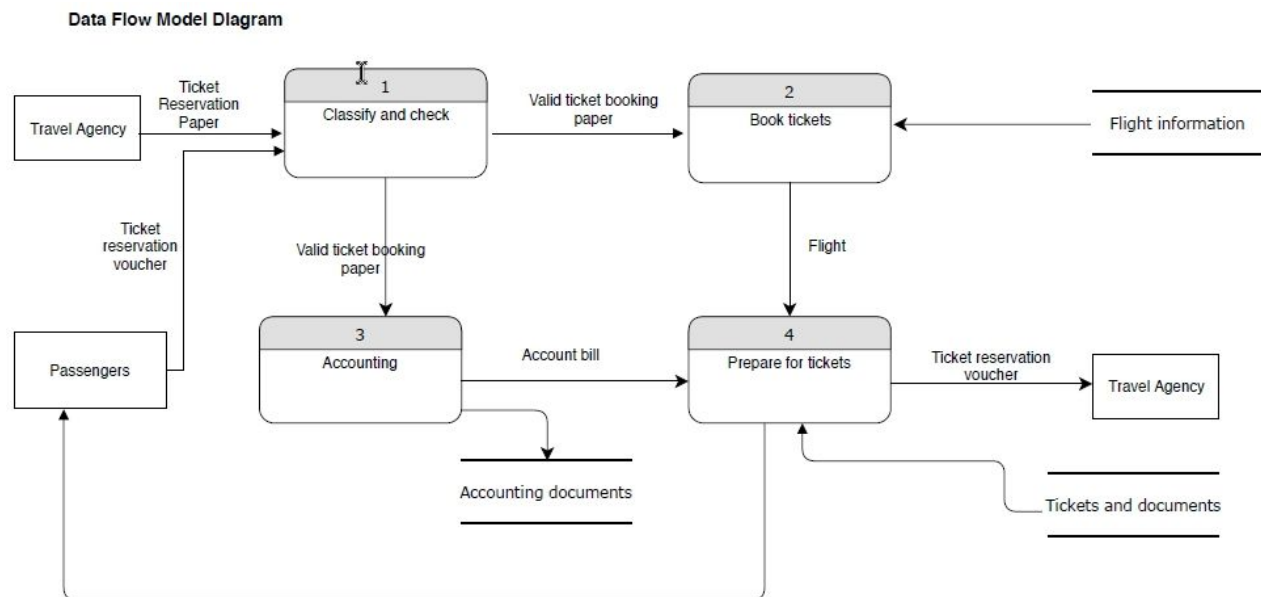 Data Flow Model Diagram
Ticket
Reservation
Paper
Travel Agency
1
Classify and check
Valid ticket booking
paper
2
Book tickets
Flight information
Ticket
reservation
voucher
Valid ticket booking
paper
Flight
Passengers
3
Accounting
Account bill
4
Prepare for tickets
Ticket reservation
voucher
Travel Agency
Accounting documents
Tickets and documents